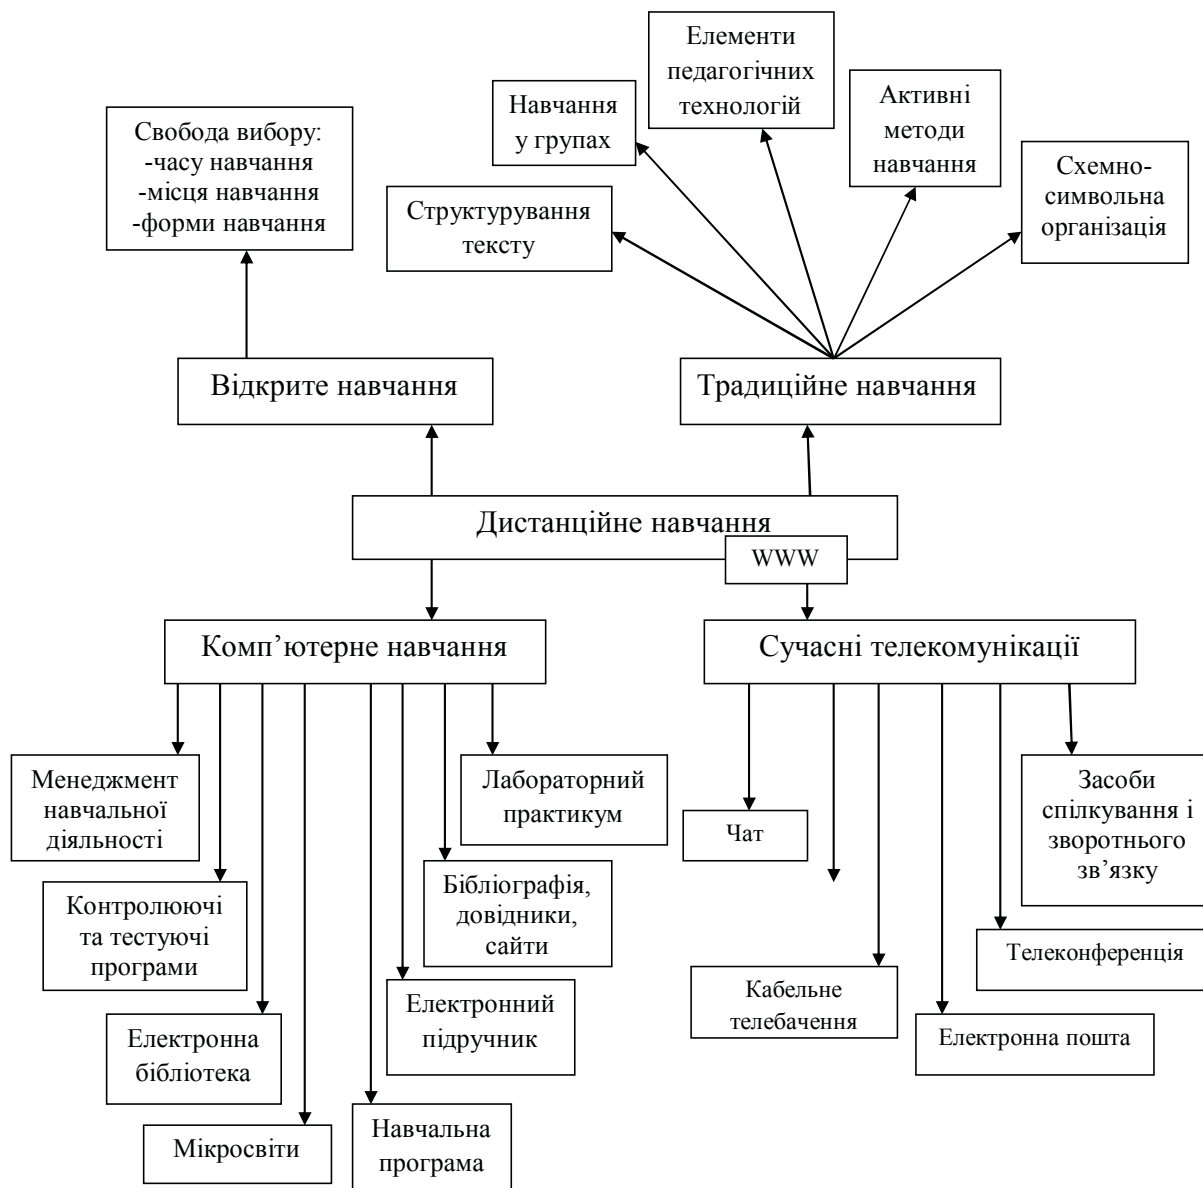 Елементи
педагогічних
технологій
Навчання
у групах
Активні
методи
навчання
Свобода вибору:
-часу навчання
-місця навчання
-форми навчання
Схемно-
символьна
організація
Структурування
тексту
Відкрите навчання
Традиційне навчання
Дистанційне навчання
WWW
Комп’ютерне навчання
Сучасні телекомунікації
Менеджмент
навчальної
діяльності
Лабораторний
практикум
Чат
Засоби
спілкування і
зворотнього
зв’язку
Контролюючі
та тестуючі
програми
Бібліографія,
довідники,
сайти
Телеконференція
Кабельне
телебачення
Електронний
підручник
Електронна
бібліотека
Електронна пошта
Мікросвіти
Навчальна
програма